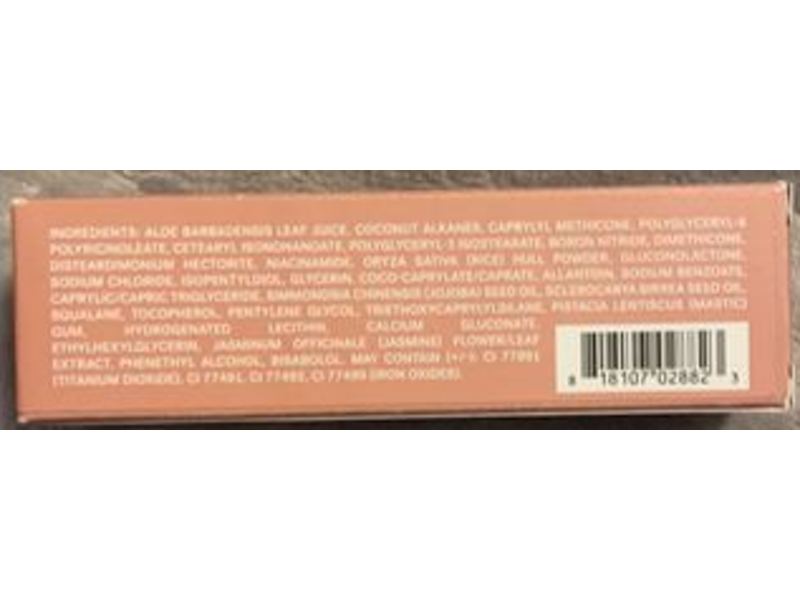 INGREDIENTS: ALOE BARBADENSIS LEAF JUICE, COCONUT ALKANES, CAPRYLYL METHICONE, POLYGLYCERYL-6
POLYRICINOLEATE, CETEARYL ISONONANOATE, POLYGLYCERYL-3 ISOSTEARATE, BORON NITRIDE, DIMETHICONE,
DISTEARDIMONIUM HECTORITE, NIACINAMIDE, ORYZA SATIVA (RICE) HULL POWDER, GLUCONOLACTONE,
SODIUM CHLORIDE, ISOPENTYLDIOL, GLYCERIN, COCO-CAPRYLATE/CAPRATE, ALLANTOIN, SODIUM BENZOATE,
CAPRYLIC/CAPRIC TRIGLYCERIDE, SIMMONDSIA CHINENSIS (JOJOBA) SEED OIL, SCLEROCARYA BIRREA SEED OIL,
SQUALANE, TOCOPHEROL, PENTYLENE GLYCOL, TRIETHOXYCAPRYLYLSILANE, PISTACIA LENTISCUS (MASTIC)
GUM, HYDROGENATED LECITHIN, CALCIUM GLUCONATE,
ETHYLHEXYLGLYCERIN, JASMINUM OFFICINALE (JASMINE) FLOWER/LEAF
EXTRACT, PHENETHYL ALCOHOL, BISABOLOL. MAY CONTAIN (+/-): CI 77891
(TITANIUM DIOXIDE), CI 77491, CI 77492, CI 77499 (IRON OXIDES).
8 18107 02882 3